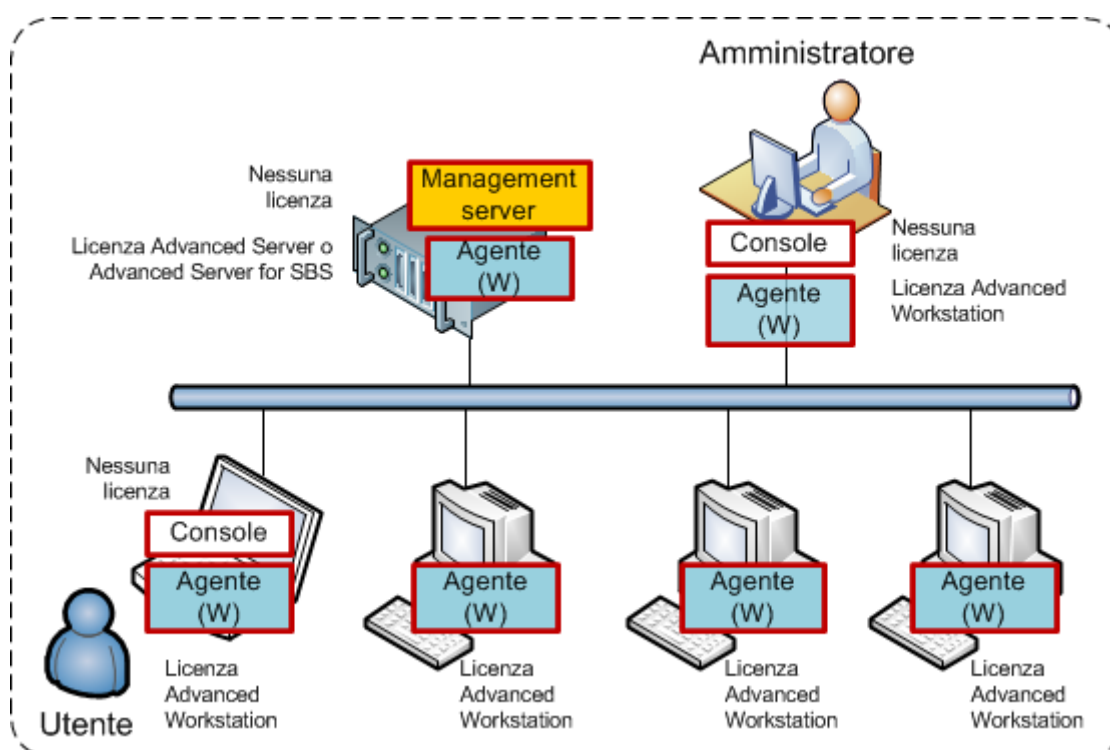 Amministratore
Nessuna
licenza
Management
server
Licenza Advanced Server o
Advanced Server for SBS
Agente
(W)
Console
Nessuna
licenza
Agente
(W)
Licenza Advanced
Workstation
Nessuna
licenza
Console
Agente
(W)
Agente
(W)
Agente
(W)
Agente
(W)
Utente
Licenza
Advanced
Workstation
Licenza
Advanced
Workstation
Licenza
Advanced
Workstation
Licenza
Advanced
Workstation